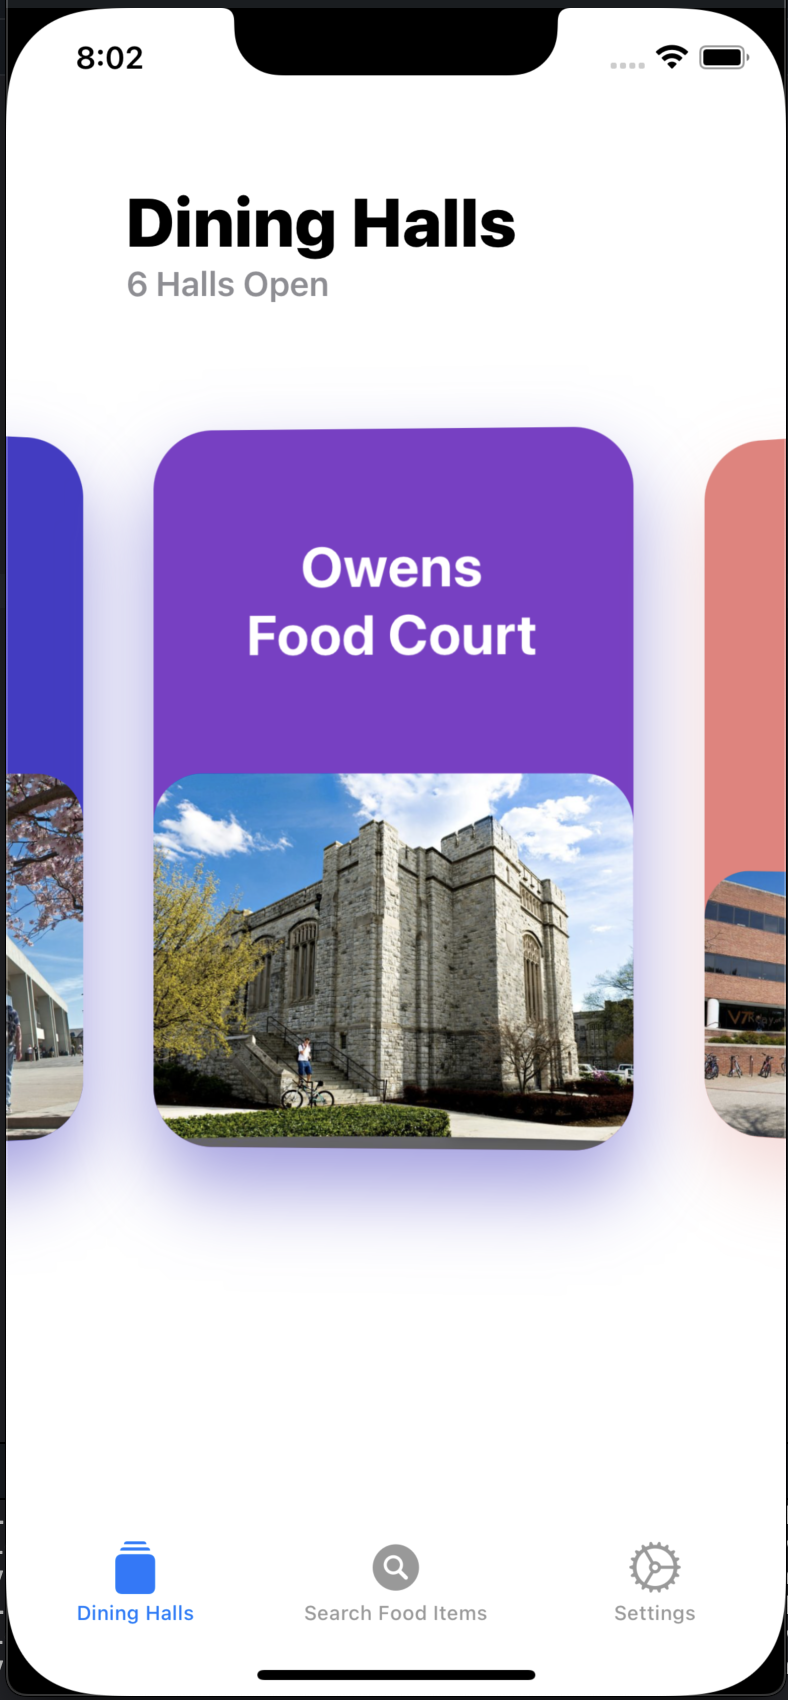 8:02
Dining Halls
6 Halls Open
Owens
Food Court
Dining Halls
Search Food Items
Settings